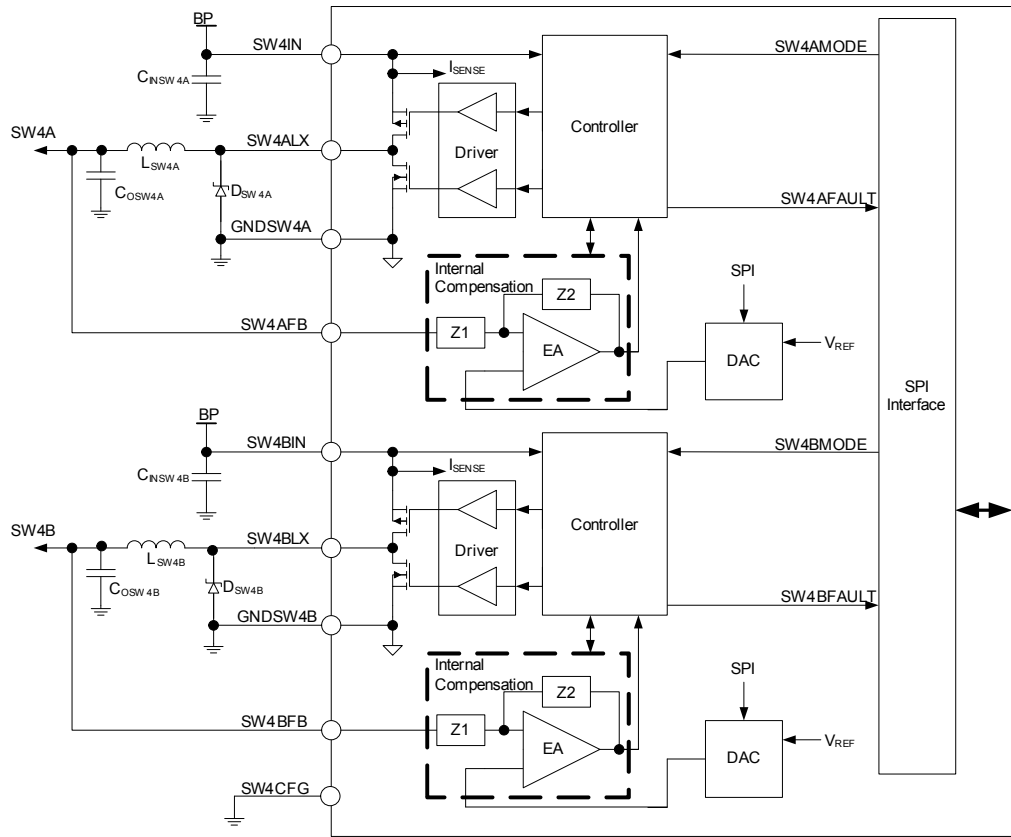 BP
SW4IN
SW4AMODE
CINSW4A
ISENSE
Controller
SW4A
SW4ALX
Driver
LSW4A
COSW4A
DSW4A
SW4AFAULT
GNDSW4A
Internal
Compensation
SPI
Z2
Z1
SW4AFB
EA
DAC
VREF
SPI
Interface
BP
SW4BIN
SW4BMODE
CINSW4B
ISENSE
Controller
SW4B
SW4BLX
Driver
LSW4B
COSW4B
DSW4B
SW4BFAULT
GNDSW4B
Internal
Compensation
SPI
Z2
Z1
SW4BFB
EA
DAC
VREF
SW4CFG